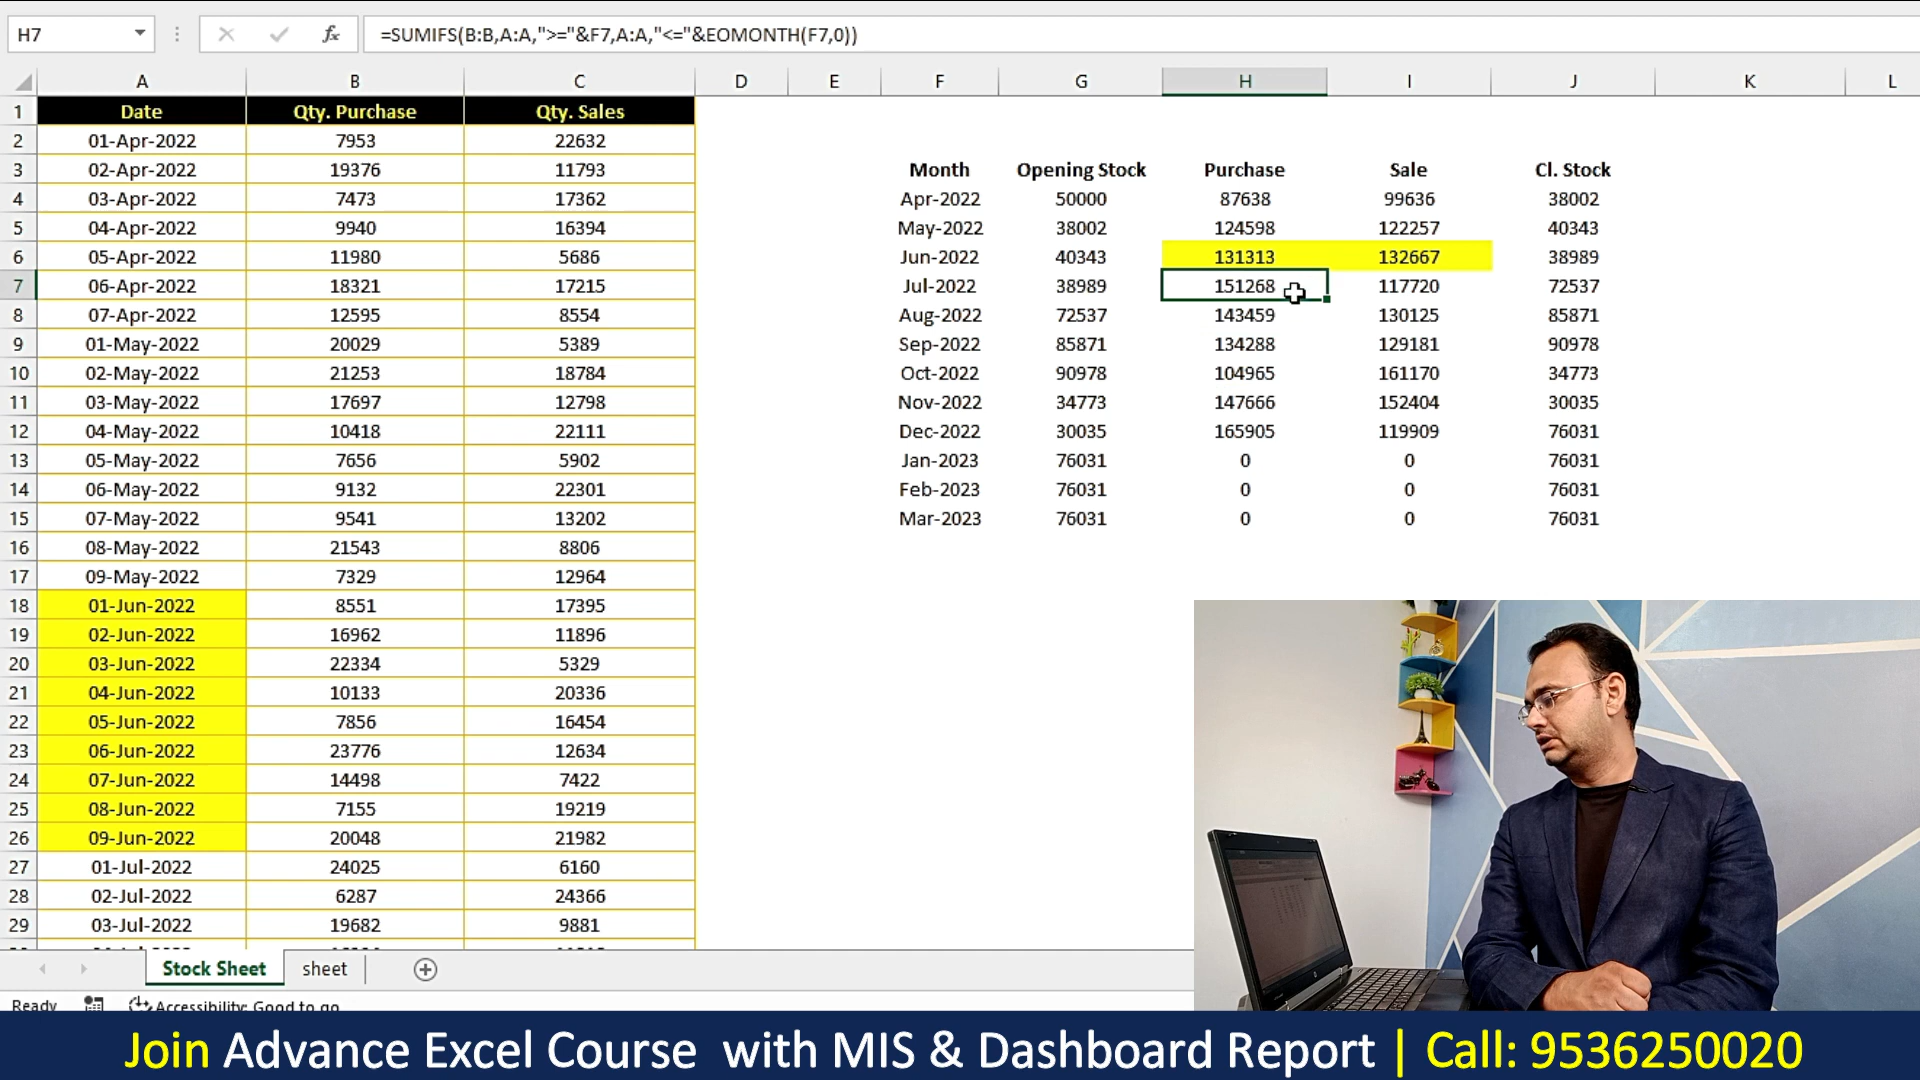 H7 fx =SUMIFS(B:B,A:A,">="&F7,A:A,"<="&EOMONTH(F7,0))
A B C D E F G H I J K L
1 Date Qty. Purchase Qty. Sales
2 01-Apr-2022 7953 22632
3 02-Apr-2022 19376 11793 Month Opening Stock Purchase Sale Cl. Stock
4 03-Apr-2022 7473 17362 Apr-2022 50000 87638 99636 38002
5 04-Apr-2022 9940 16394 May-2022 38002 124598 122257 40343
6 05-Apr-2022 11980 5686 Jun-2022 40343 131313 132667 38989
7 06-Apr-2022 18321 17215 Jul-2022 38989 151268 117720 72537
8 07-Apr-2022 12595 8554 Aug-2022 72537 143459 130125 85871
9 01-May-2022 20029 5389 Sep-2022 85871 134288 129181 90978
10 02-May-2022 21253 18784 Oct-2022 90978 104965 161170 34773
11 03-May-2022 17697 12798 Nov-2022 34773 147666 152404 30035
12 04-May-2022 10418 22111 Dec-2022 30035 165905 119909 76031
13 05-May-2022 7656 5902 Jan-2023 76031 0 0 76031
14 06-May-2022 9132 22301 Feb-2023 76031 0 0 76031
15 07-May-2022 9541 13202 Mar-2023 76031 0 0 76031
16 08-May-2022 21543 8806
17 09-May-2022 7329 12964
18 01-Jun-2022 8551 17395
19 02-Jun-2022 16962 11896
20 03-Jun-2022 22334 5329
21 04-Jun-2022 10133 20336
22 05-Jun-2022 7856 16454
23 06-Jun-2022 23776 12634
24 07-Jun-2022 14498 7422
25 08-Jun-2022 7155 19219
26 09-Jun-2022 20048 21982
27 01-Jul-2022 24025 6160
28 02-Jul-2022 6287 24366
29 03-Jul-2022 19682 9881
Stock Sheet sheet
Ready Accessibility: Good to go
Join Advance Excel Course with MIS & Dashboard Report | Call: 9536250020